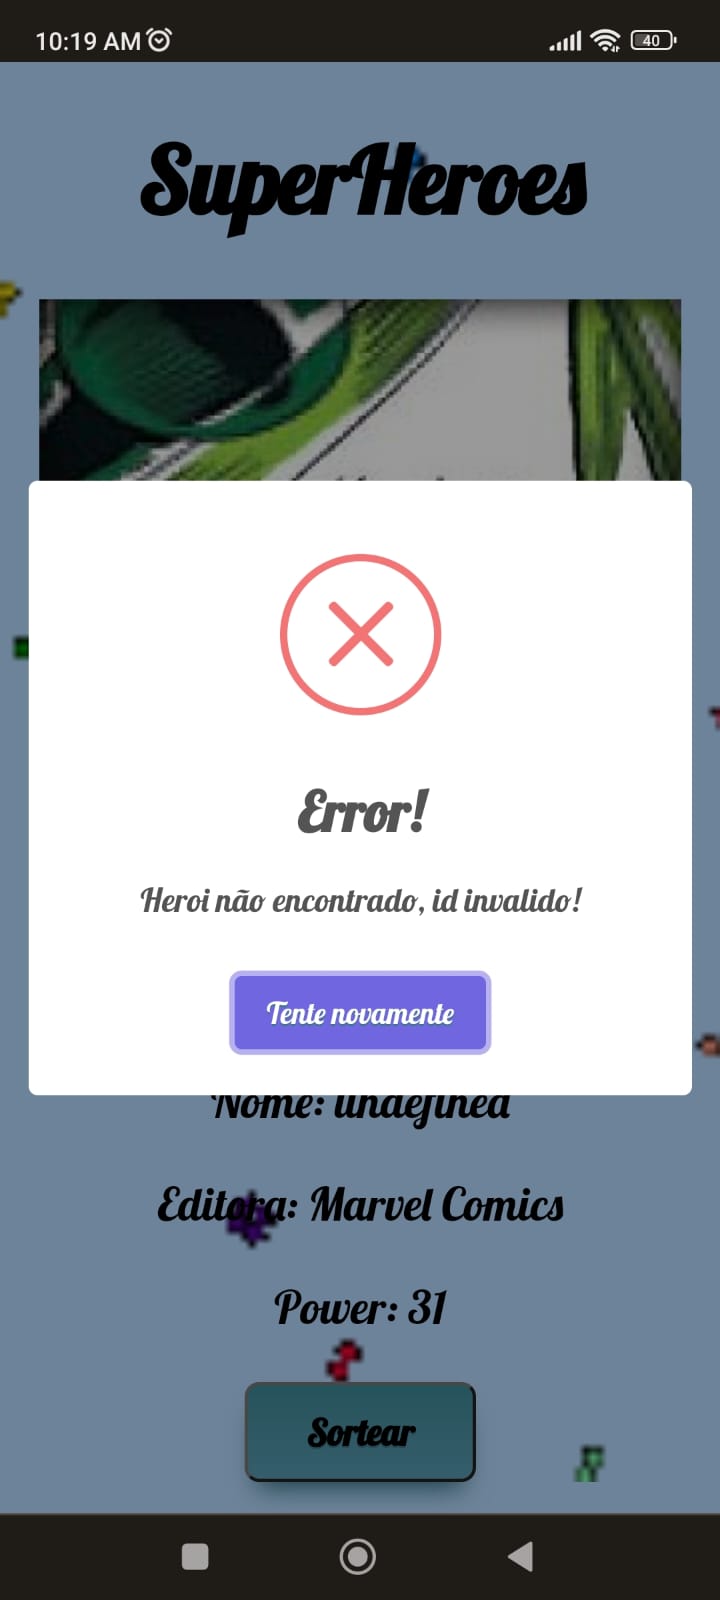 10:19 AM
40
SuperHeroes
Error!
Heroi não encontrado, id invalido!
Tente novamente
Nome: undefined
Editora: Marvel Comics
Power: 31
Sortear